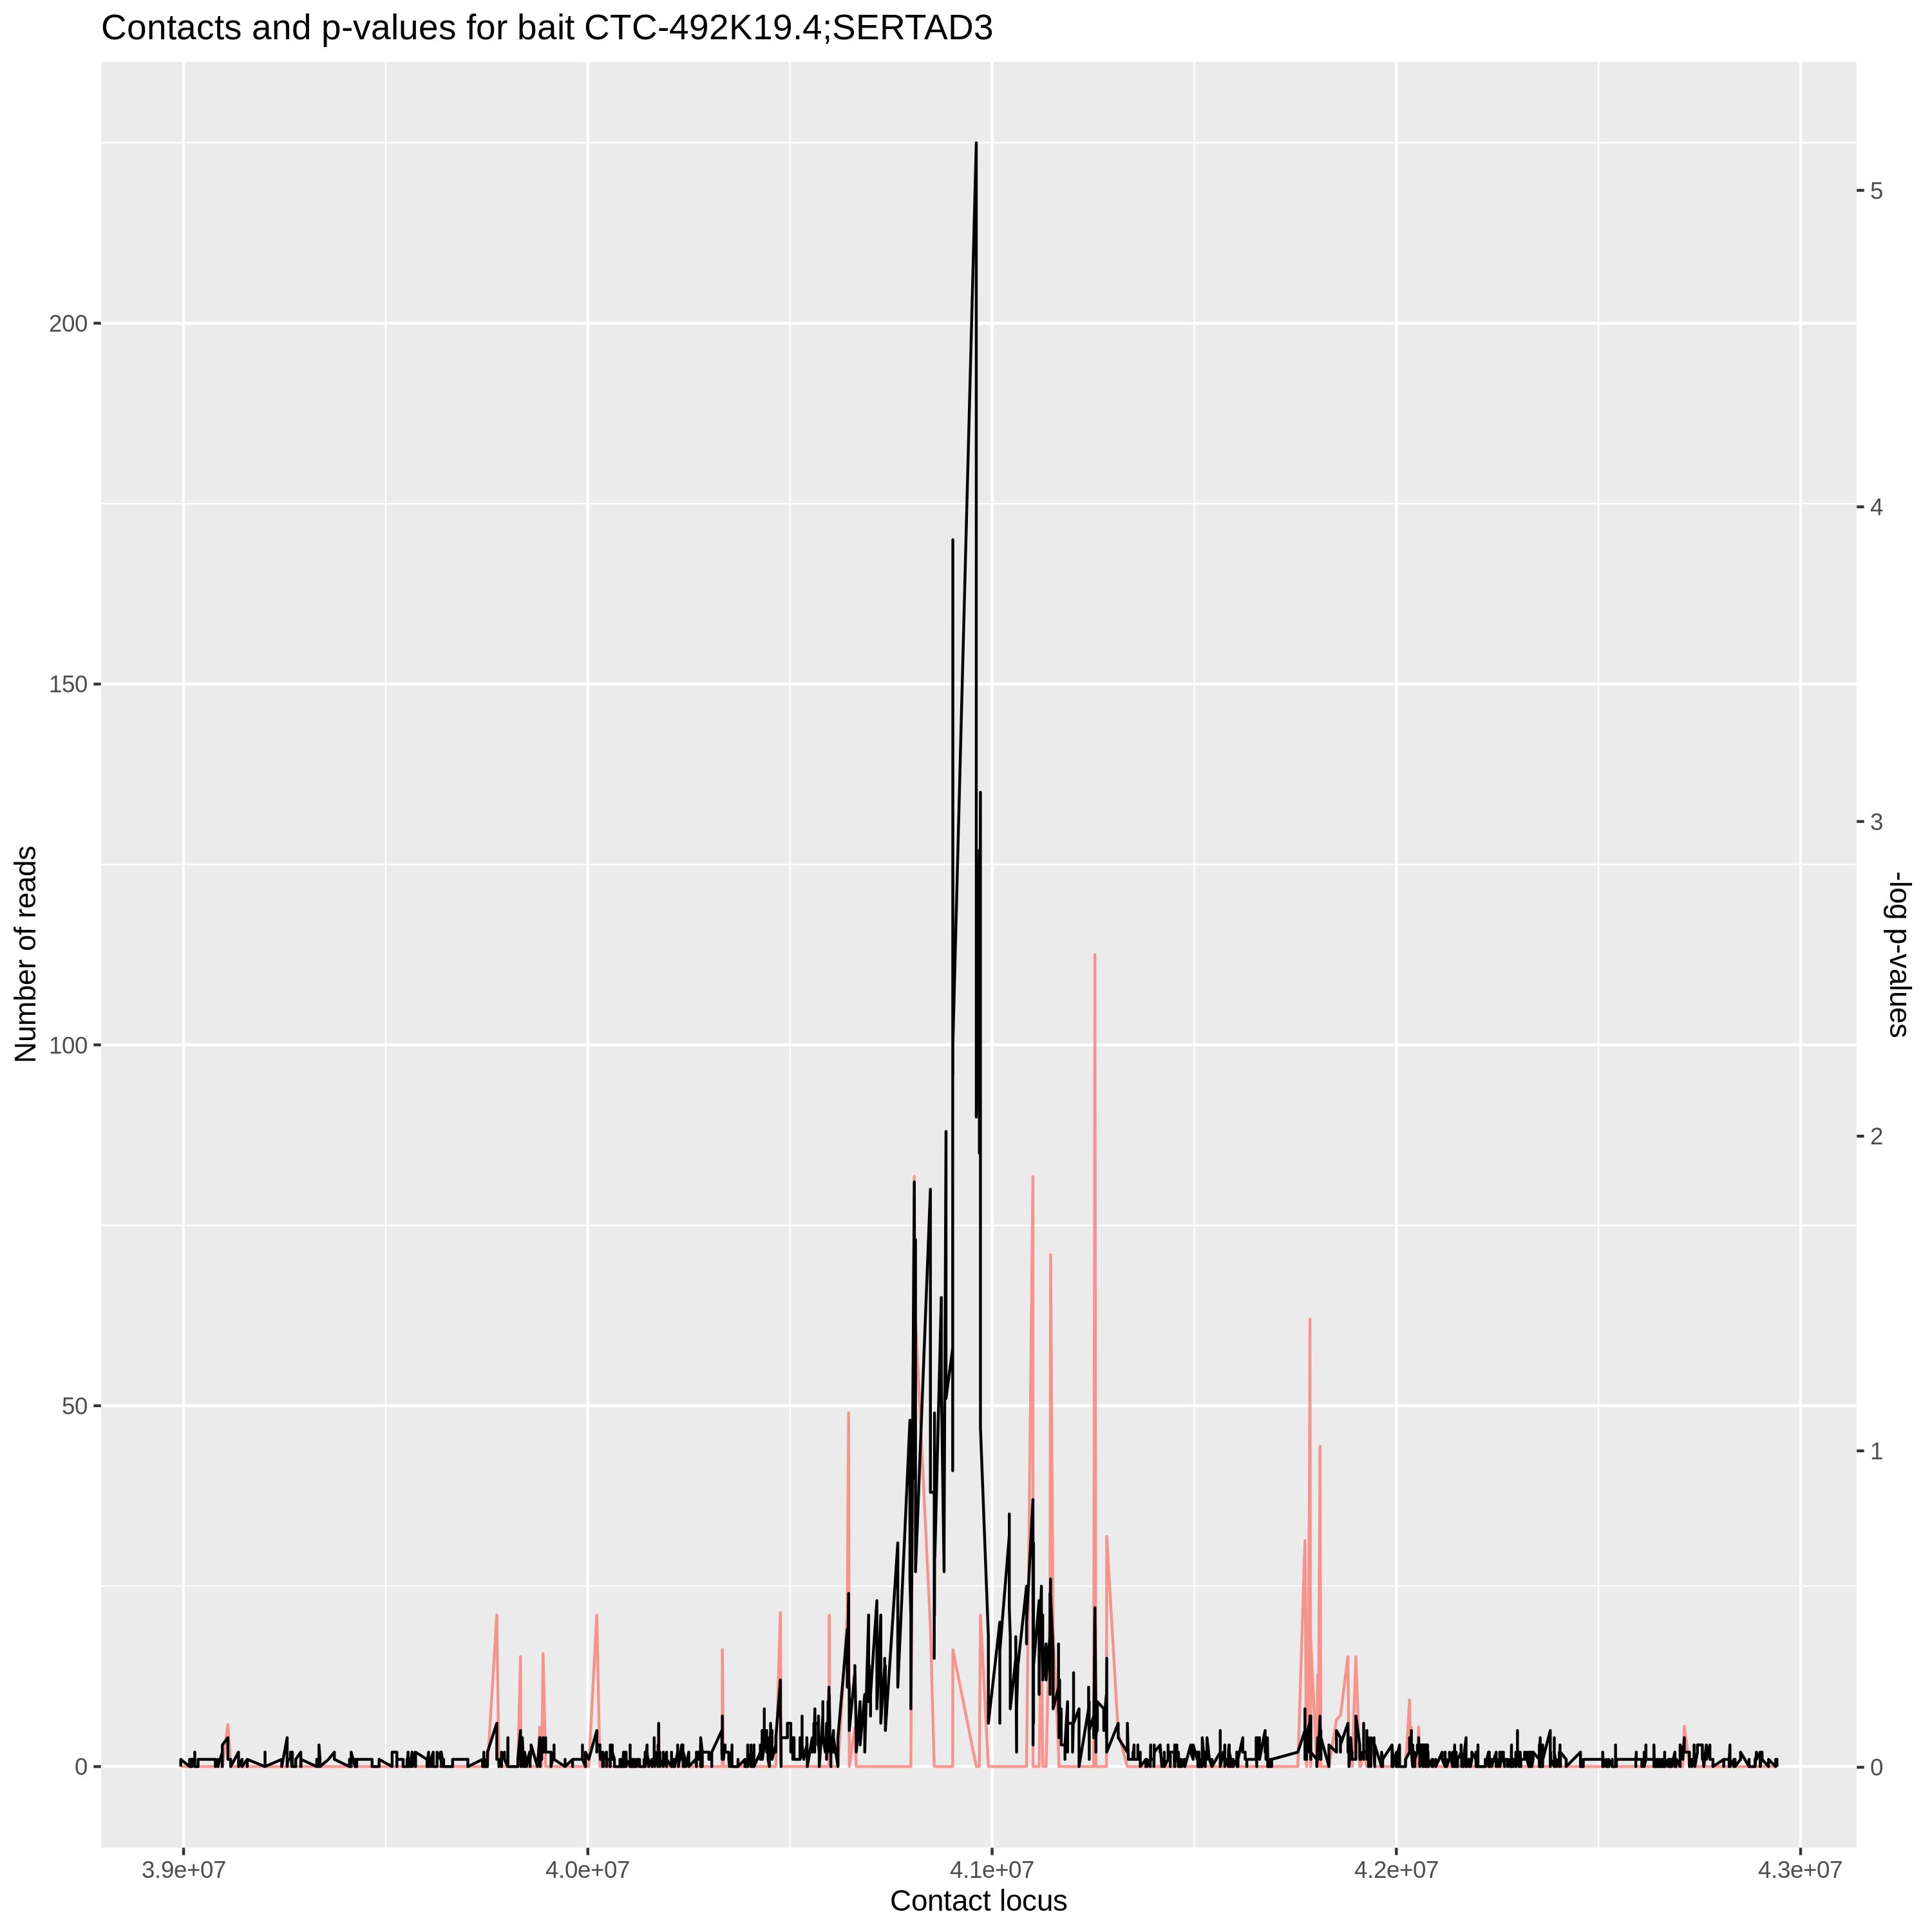 Contacts and p-values for bait CTC-492K19.4;SERTAD3
Number of reads
200
150
100
50
0
5
4
3
2
1
0
-log p-values
3.9e+07 4.0e+07 4.1e+07 4.2e+07 4.3e+07
Contact locus